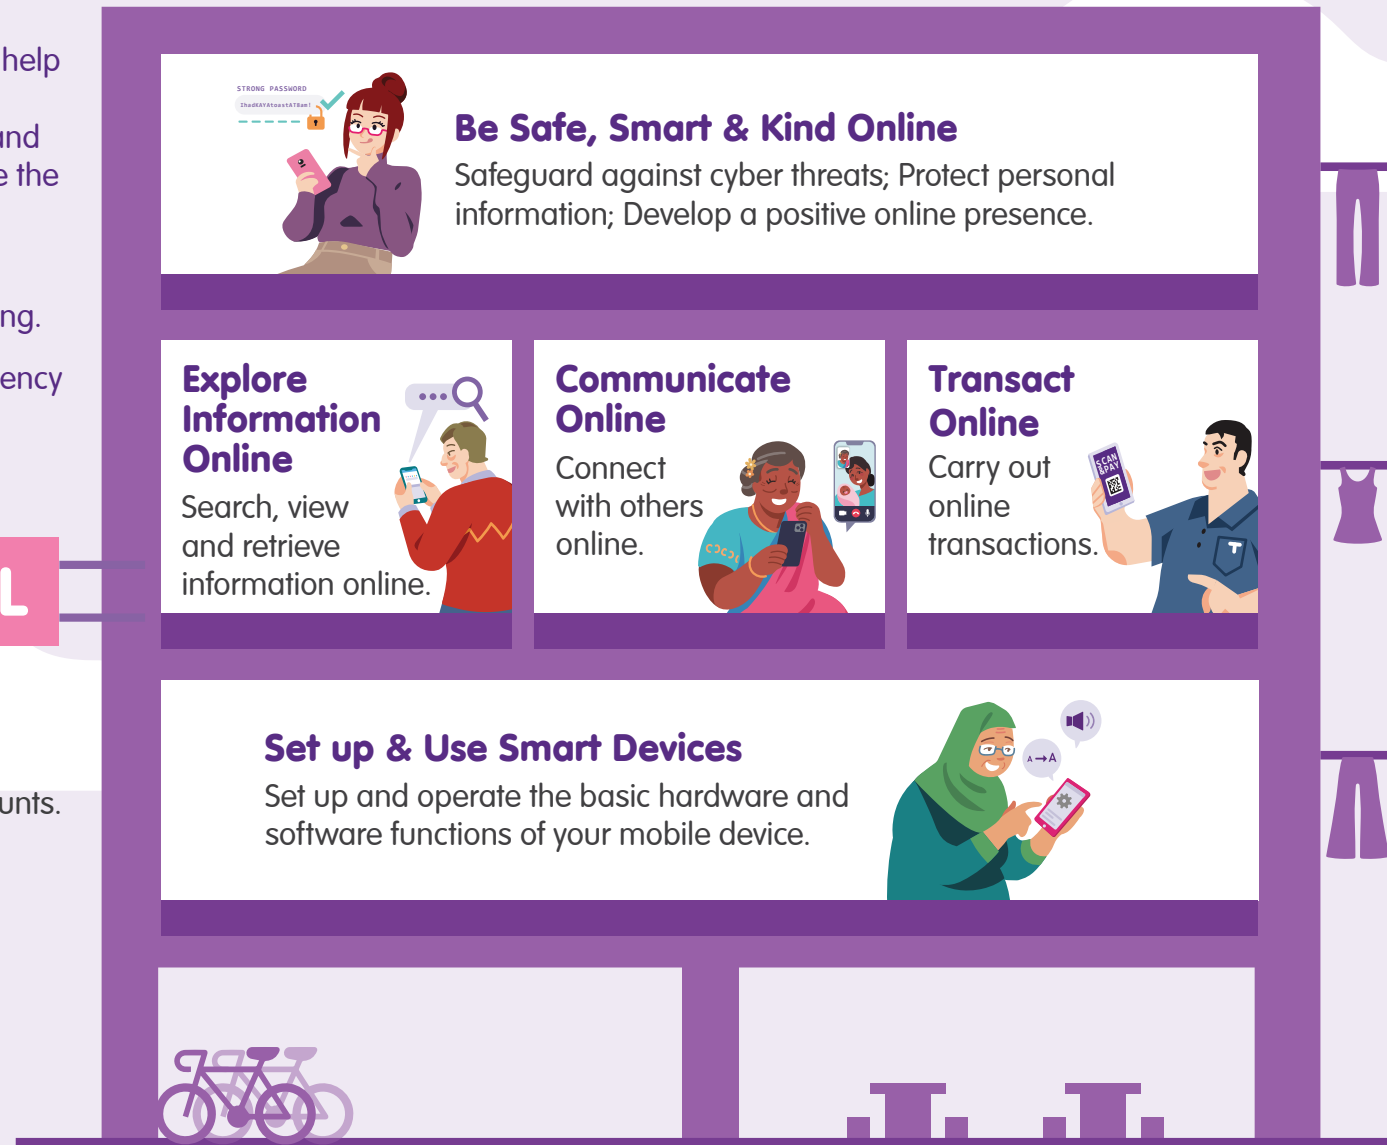 help
and
e the
ng.
ency
L
unts.
STRONG PASSWORD
IhadKAYAtoastAT8am!
Be Safe, Smart & Kind Online
Safeguard against cyber threats; Protect personal
information; Develop a positive online presence.
Explore
Information
Online
Search, view
and retrieve
information online.
Communicate
Online
Connect
with others
online.
Transact
Online
Carry out
online
transactions.
SCAN
&PAY
Set up & Use Smart Devices
Set up and operate the basic hardware and
software functions of your mobile device.
A→A